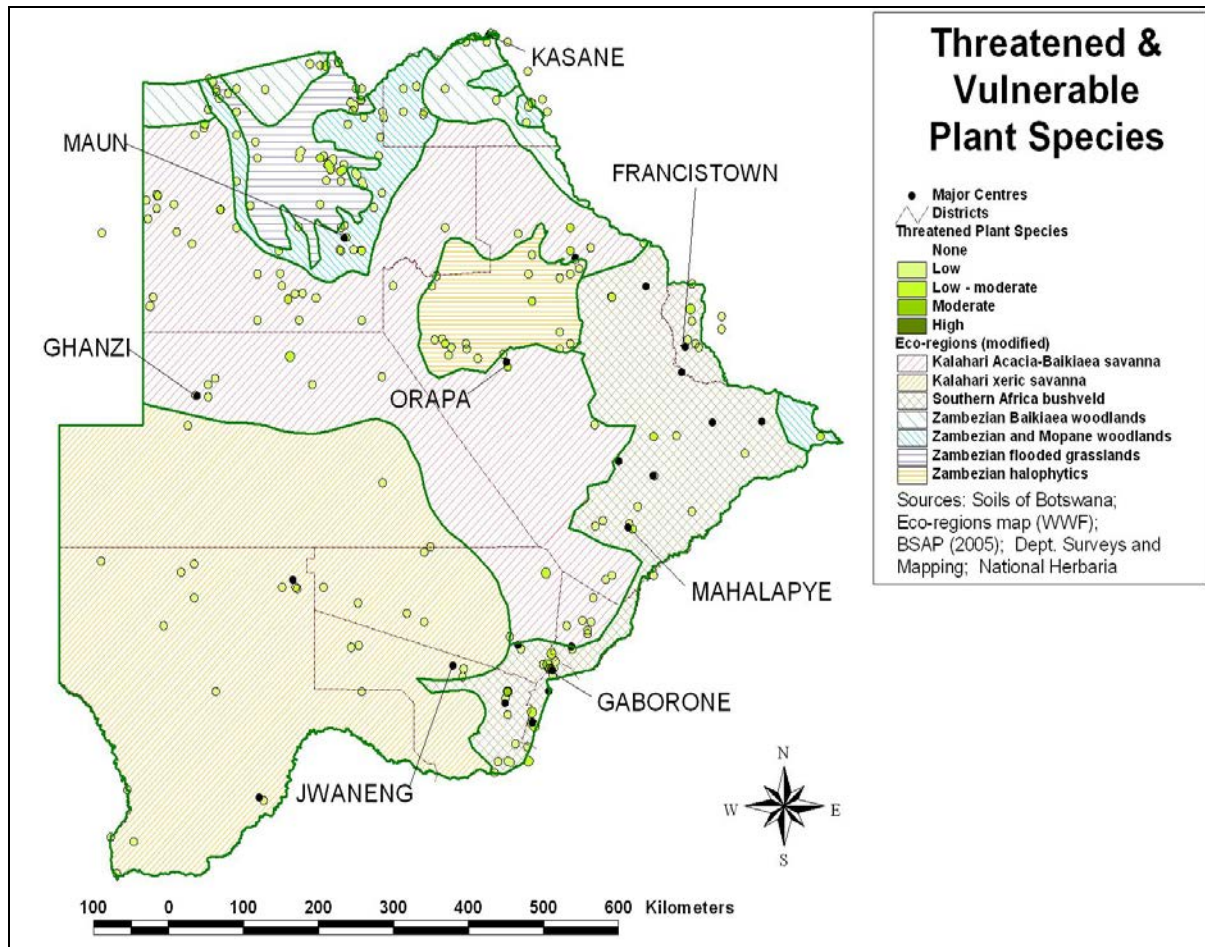 Threatened &
Vulnerable
Plant Species
Major Centres
Districts
Threatened Plant Species
None
Low
Low - moderate
Moderate
High
Eco-regions (modified)
Kalahari Acacia-Baikiaea savanna
Kalahari xeric savanna
Southern Africa bushveld
Zambezian Baikiaea woodlands
Zambezian and Mopane woodlands
Zambezian flooded grasslands
Zambezian halophytics
Sources: Soils of Botswana;
Eco-regions map (WWF);
BSAP (2005); Dept. Surveys and
Mapping; National Herbaria
KASANE
MAUN
FRANCISTOWN
GHANZI
ORAPA
MAHALAPYE
GABORONE
JWANENG
N
W E
S
100 0 100 200 300 400 500 600 Kilometers